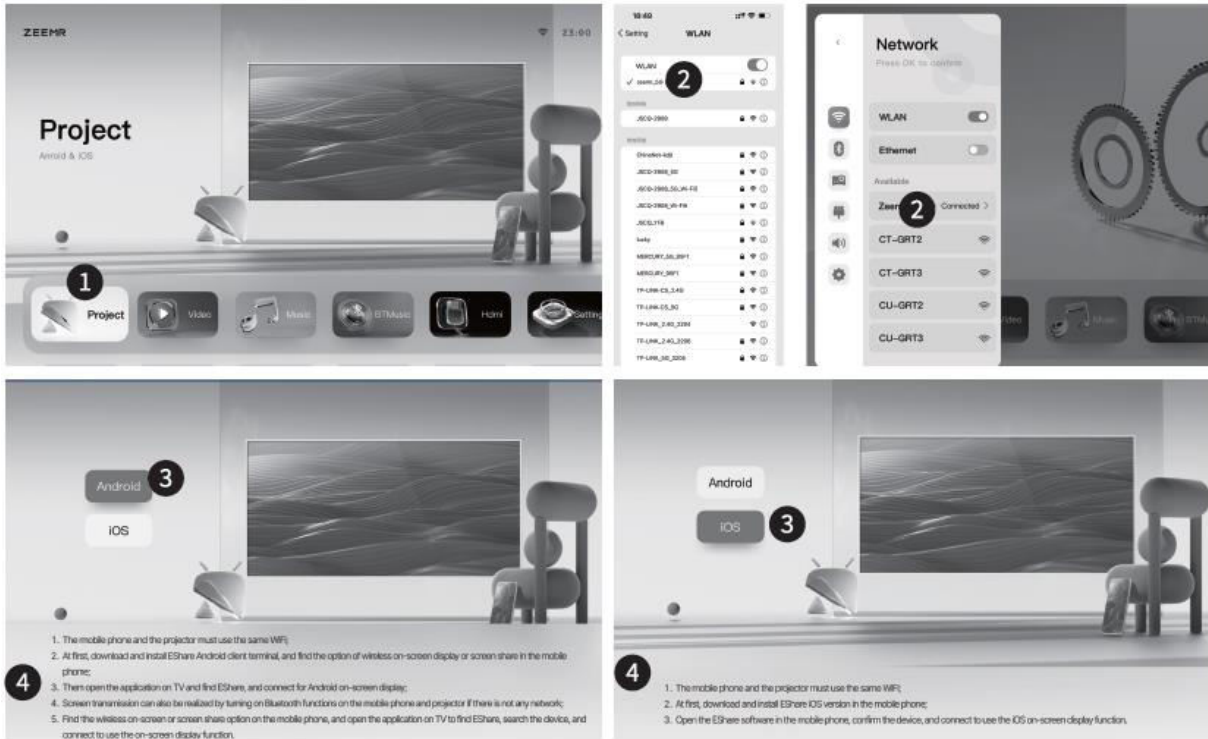 ZEEMR
23:00
Project
Anroid & iOS
1
Project
Video
Music
BTMusic
Hdmi
Setting
Setting
WLAN
WLAN
2
JSCQ-2988
lucky
TP-LINK_5G_3206
Network
Press OK to confirm
WLAN
Ethernet
Available
2
Connected >
CT-GRT2
CT-GRT3
CU-GRT2
CU-GRT3
Video
Music
Android
3
iOS
4
1. The mobile phone and the projector must use the same WiFi;
2. At first, download and install EShare Android client terminal, and find the option of wireless on-screen display or screen share in the mobile
phone;
3. Them open the application on TV and find EShare, and connect for Android on-screen display;
4. Screen transmission can also be realized by turning on Bluetooth functions on the mobile phone and projector if there is not any network;
5. Find the wireless on-screen or screen share option on the mobile phone, and open the application on TV to find EShare, search the device, and
connect to use the on-screen display function.
Android
iOS
3
4
1. The mobile phone and the projector must use the same WiFi;
2. At first, download and install EShare iOS version in the mobile phone;
3. Open the EShare software in the mobile phone, confirm the device, and connect to use the iOS on-screen display function.